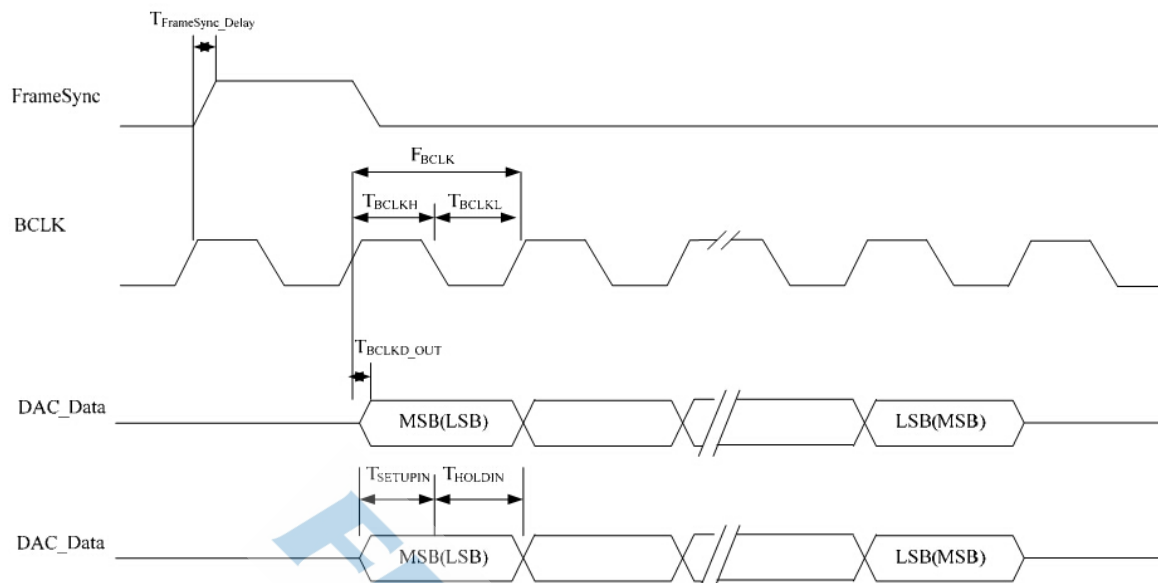 TFrameSync_Delay
FrameSync
FBCLK
TBCLKH TBCLKL
BCLK
TBCLKD_OUT
DAC_Data
MSB(LSB) LSB(MSB)
TSETUPIN THOLDIN
DAC_Data
MSB(LSB) LSB(MSB)